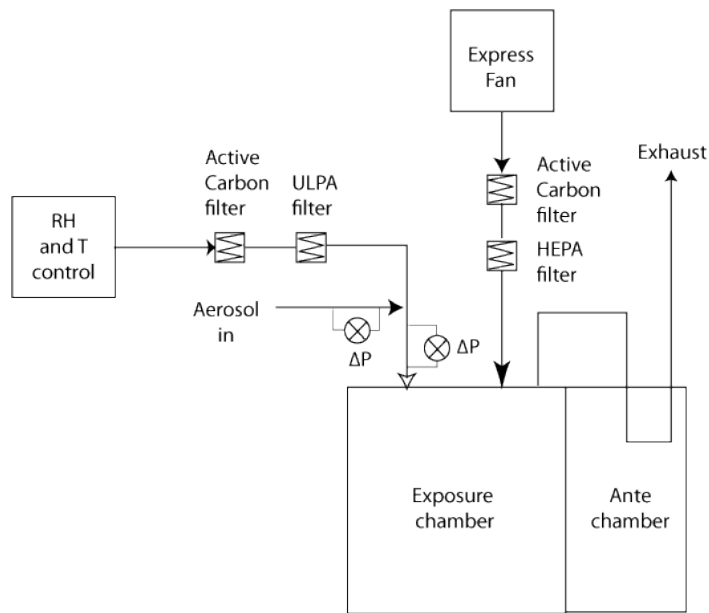 Express
Fan
Active
Carbon
filter
ULPA
filter
Active
Carbon
filter
Exhaust
RH
and T
control
HEPA
filter
Aerosol
in
ΔP
ΔP
Exposure
chamber
Ante
chamber